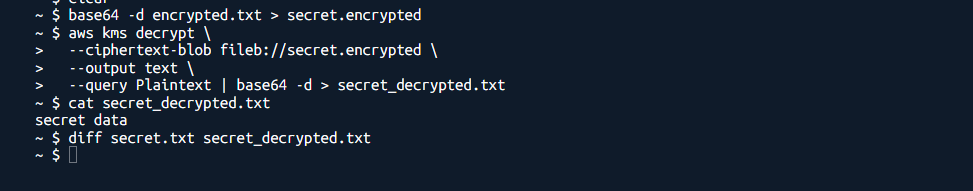 ~ $ base64 -d encrypted.txt > secret.encrypted
~ $ aws kms decrypt \
>   --ciphertext-blob fileb://secret.encrypted \
>   --output text \
>   --query Plaintext | base64 -d > secret_decrypted.txt
~ $ cat secret_decrypted.txt
secret data
~ $ diff secret.txt secret_decrypted.txt
~ $